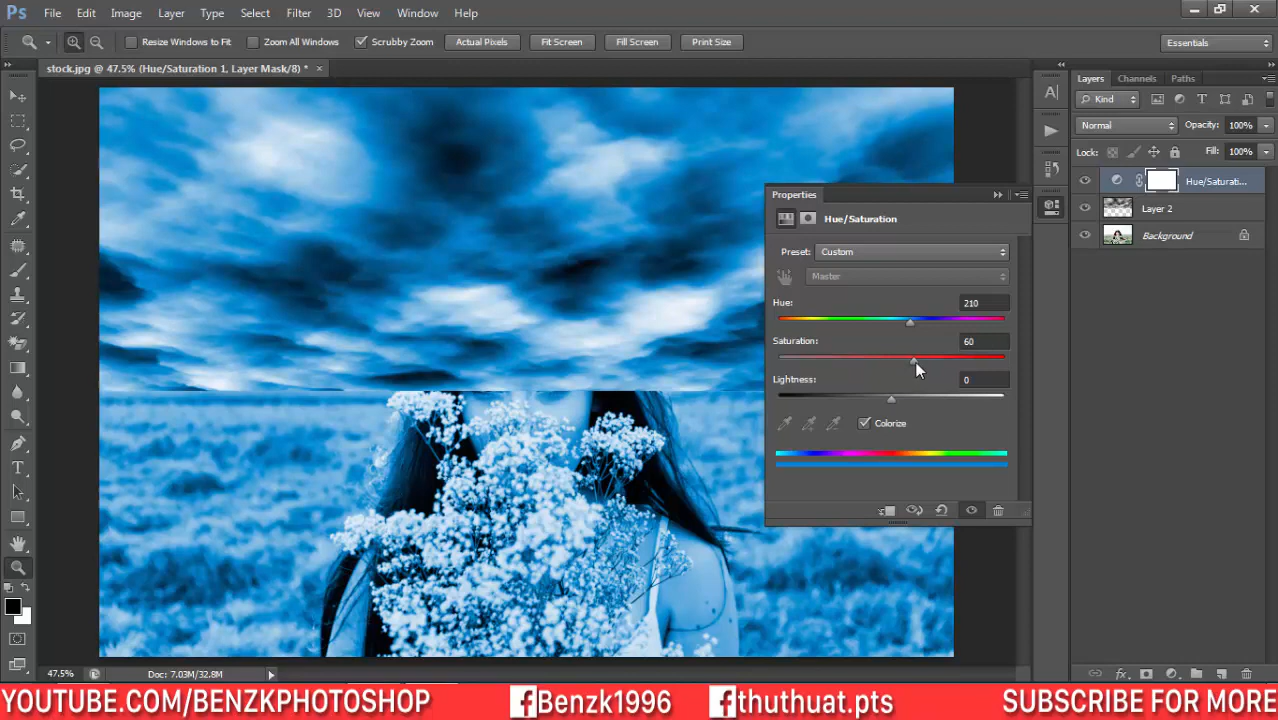 Ps File Edit Image Layer Type Select Filter 3D View Window Help
Resize Windows to Fit Zoom All Windows Scrubby Zoom Actual Pixels Fit Screen Fill Screen Print Size Essentials
stock.jpg @ 47.5% (Hue/Saturation 1, Layer Mask/8) * ×
Layers Channels Paths
Kind
Normal Opacity: 100%
Lock: Fill: 100%
Hue/Saturati...
Layer 2
Background
Properties
Hue/Saturation
Preset: Custom
Master
Hue: 210
Saturation: 60
Lightness: 0
Colorize
47.5% Doc: 7.03M/32.8M
YOUTUBE.COM/BENZKPHOTOSHOP Benzk1996 thuthuat.pts SUBSCRIBE FOR MORE